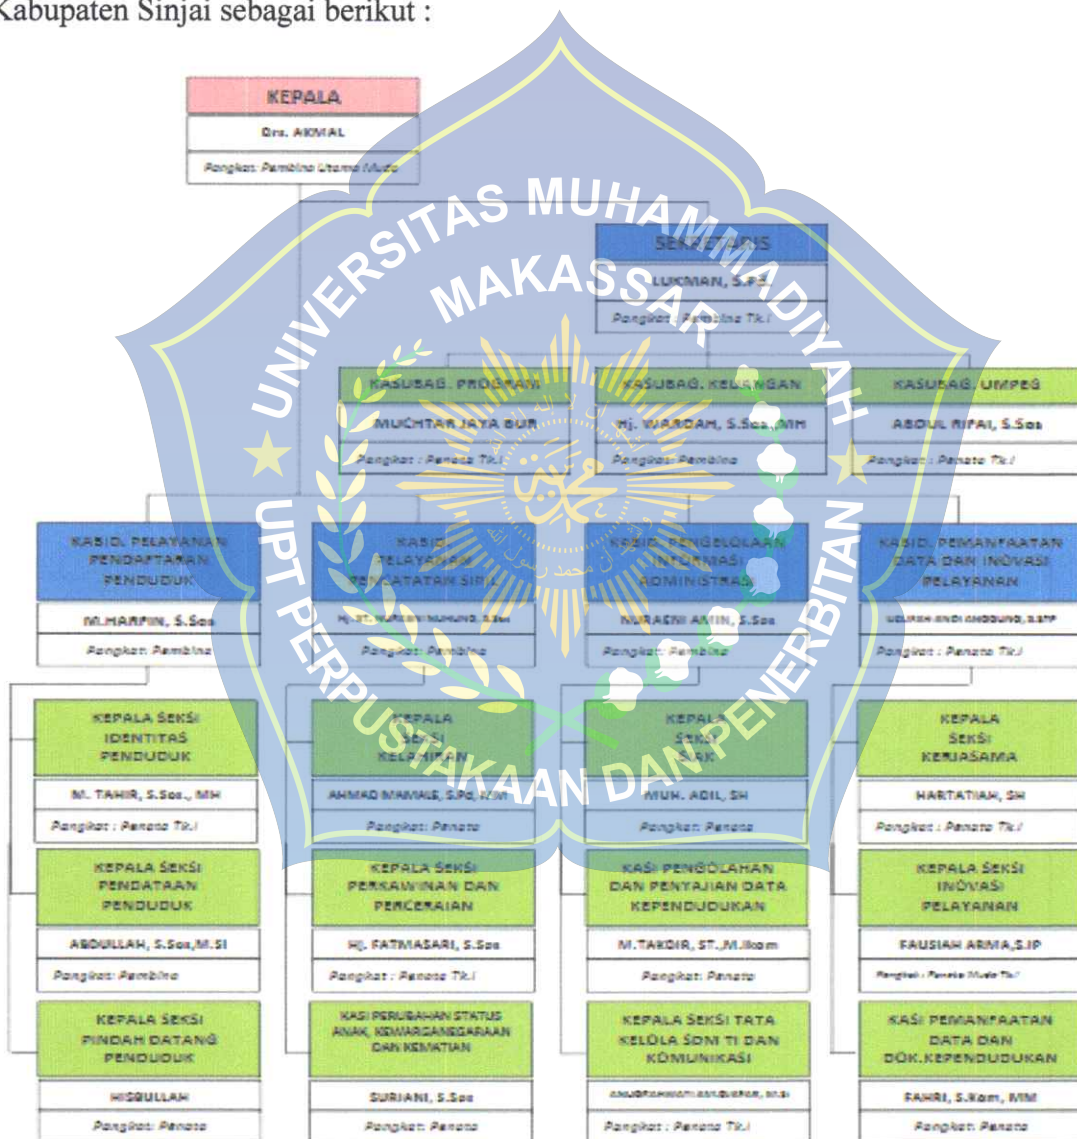 Kabupaten Sinjai sebagai berikut :
KEPALA
Drs. AKMAL
Pangkat: Pembina Utama Muda
SEKRETARIS
LUKMAN, S.Pd.
Pangkat : Pembina Tk.I
KASUBAG. PROGRAM
MUCHTAR JAYA BUR
Pangkat : Penata Tk.I
KASUBAG. KEUANGAN
Hj. WARDAH, S.Sos.,MH
Pangkat: Pembina
KASUBAG. UMPEG
ABDUL RIFAI, S.Sos
Pangkat : Penata Tk.I
KABID. PELAYANAN
PENDAFTARAN
PENDUDUK
M.HARFIN, S.Sos
Pangkat: Pembina
KABID.
PELAYANAN
PENCATATAN SIPIL
Hj. ST.
Pangkat: Pembina
KABID. PENGELOLAAN
INFORMASI
ADMINISTRASI
NURAENI AMIN, S.Sos
Pangkat: Pembina
KABID. PEMANFAATAN
DATA DAN INOVASI
PELAYANAN
ANDI
Pangkat : Penata Tk.I
KEPALA SEKSI
IDENTITAS
PENDUDUK
M. TAHIR, S.Sos., MH
Pangkat : Penata Tk.I
KEPALA
SEKSI
KELAHIRAN
AHMAD MAMALE, S.Pd,
Pangkat: Penata
KEPALA
SEKSI
SIAK
MUH. ADIL, SH
Pangkat: Penata
KEPALA
SEKSI
KERJASAMA
HARTATIAH, SH
Pangkat : Penata Tk.I
KEPALA SEKSI
PENDATAAN
PENDUDUK
ABDULLAH, S.Sos,M.SI
Pangkat: Pembina
KEPALA SEKSI
PERKAWINAN DAN
PERCERAIAN
Hj. FATMASARI, S.Sos
Pangkat : Penata Tk.I
KASI PENGOLAHAN
DAN PENYAJIAN DATA
KEPENDUDUKAN
M.TAKDIR, ST.,M.Ikom
Pangkat: Penata
KEPALA SEKSI
INOVASI
PELAYANAN
FAUSIAH ARMA,S.IP
Pangkat : Penata Muda Tk.I
KEPALA SEKSI
PINDAH DATANG
PENDUDUK
HISBULLAH
Pangkat: Penata
KASI PERUBAHAN STATUS
ANAK, KEWARGANEGARAAN
DAN KEMATIAN
SURIANI, S.Sos
Pangkat: Penata
KEPALA SEKSI TATA
KELOLA SDM TI DAN
KOMUNIKASI
Pangkat : Penata Tk.I
KASI PEMANFAATAN
DATA DAN
DOK.KEPENDUDUKAN
FAHRI, S.Kom, MM
Pangkat: Penata
UNIVERSITAS MUHAMMADIYAH
MAKASSAR
UPT PERPUSTAKAAN DAN PENERBITAN